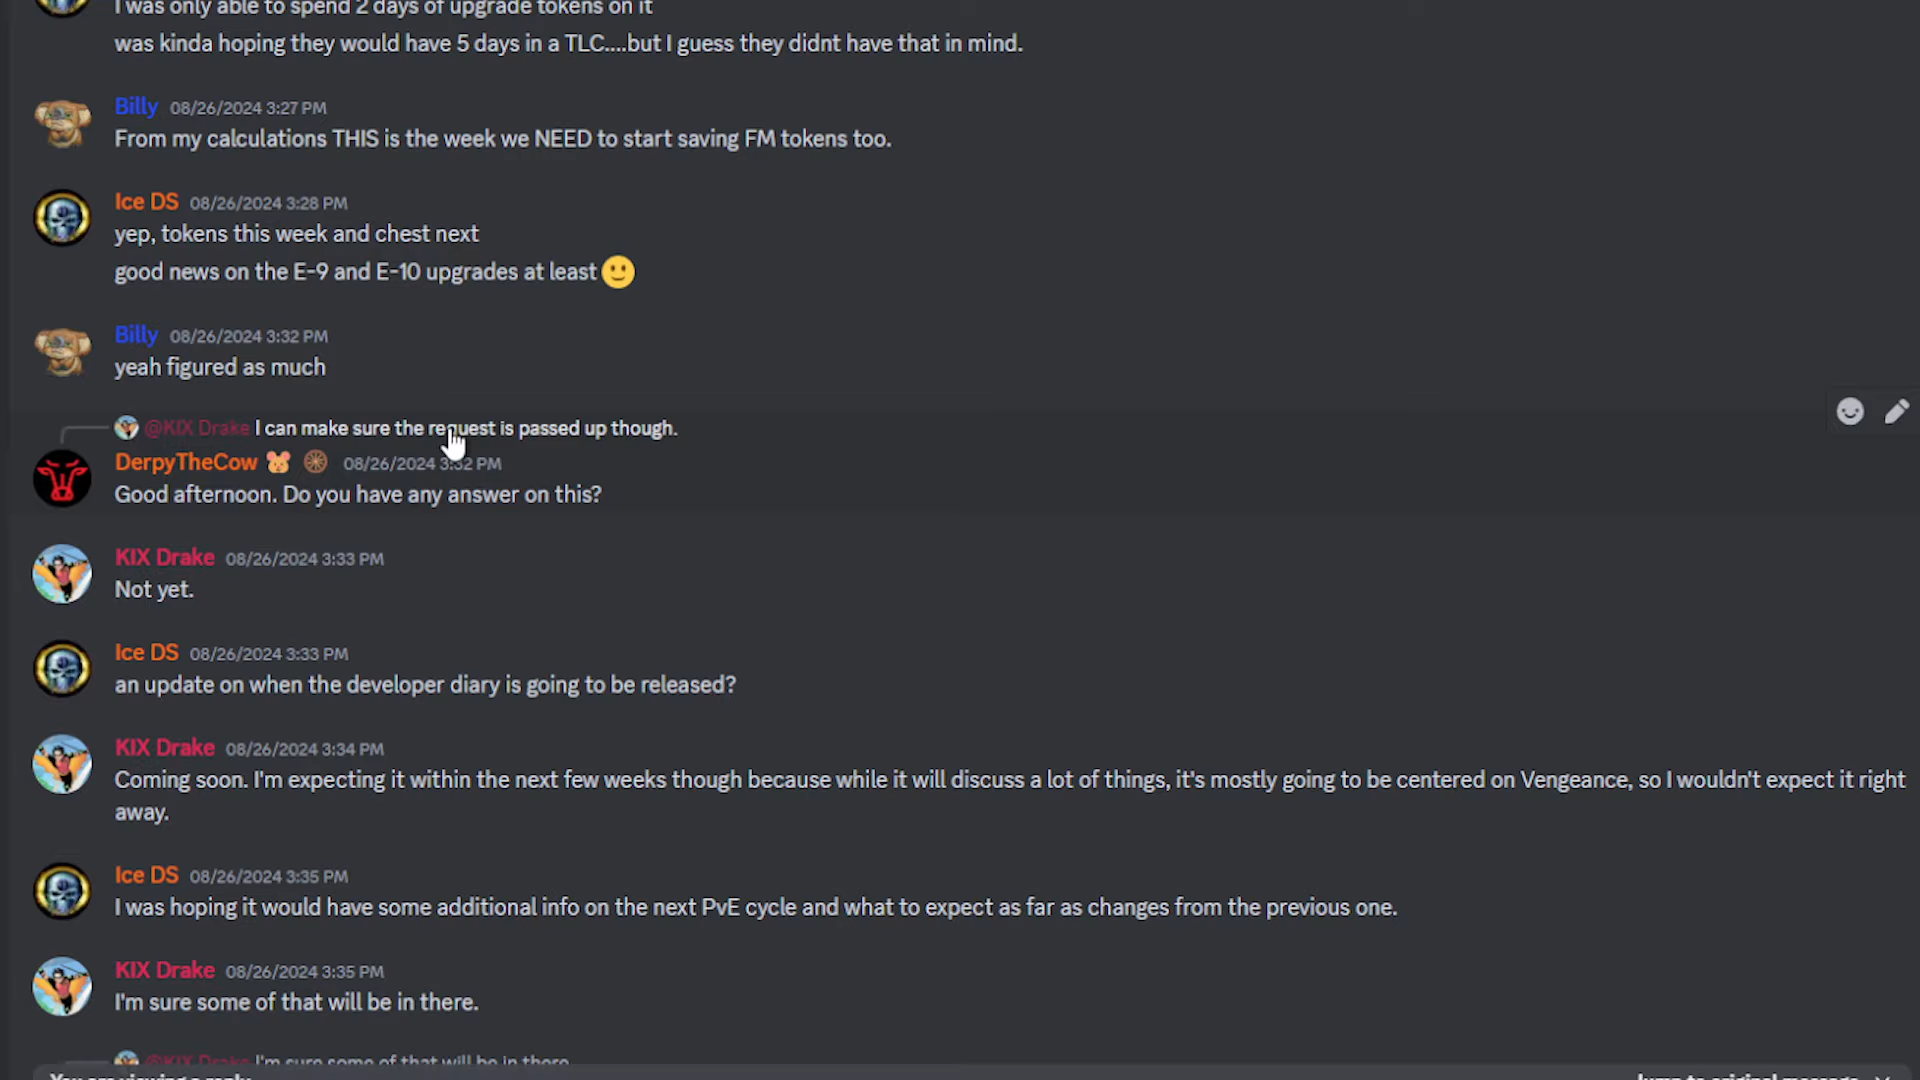 I was only able to spend 2 days of upgrade tokens on it
was kinda hoping they would have 5 days in a TLC....but I guess they didnt have that in mind.
Billy 08/26/2024 3:27 PM
From my calculations THIS is the week we NEED to start saving FM tokens too.
Ice DS 08/26/2024 3:28 PM
yep, tokens this week and chest next
good news on the E-9 and E-10 upgrades at least 🙂
Billy 08/26/2024 3:32 PM
yeah figured as much
@KIX Drake I can make sure the request is passed up though.
DerpyTheCow 08/26/2024 3:32 PM
Good afternoon. Do you have any answer on this?
KIX Drake 08/26/2024 3:33 PM
Not yet.
Ice DS 08/26/2024 3:33 PM
an update on when the developer diary is going to be released?
KIX Drake 08/26/2024 3:34 PM
Coming soon. I'm expecting it within the next few weeks though because while it will discuss a lot of things, it's mostly going to be centered on Vengeance, so I wouldn't expect it right
away.
Ice DS 08/26/2024 3:35 PM
I was hoping it would have some additional info on the next PvE cycle and what to expect as far as changes from the previous one.
KIX Drake 08/26/2024 3:35 PM
I'm sure some of that will be in there.
@KIX Drake I'm sure some of that will be in there.
You are viewing a reply Jump to original message